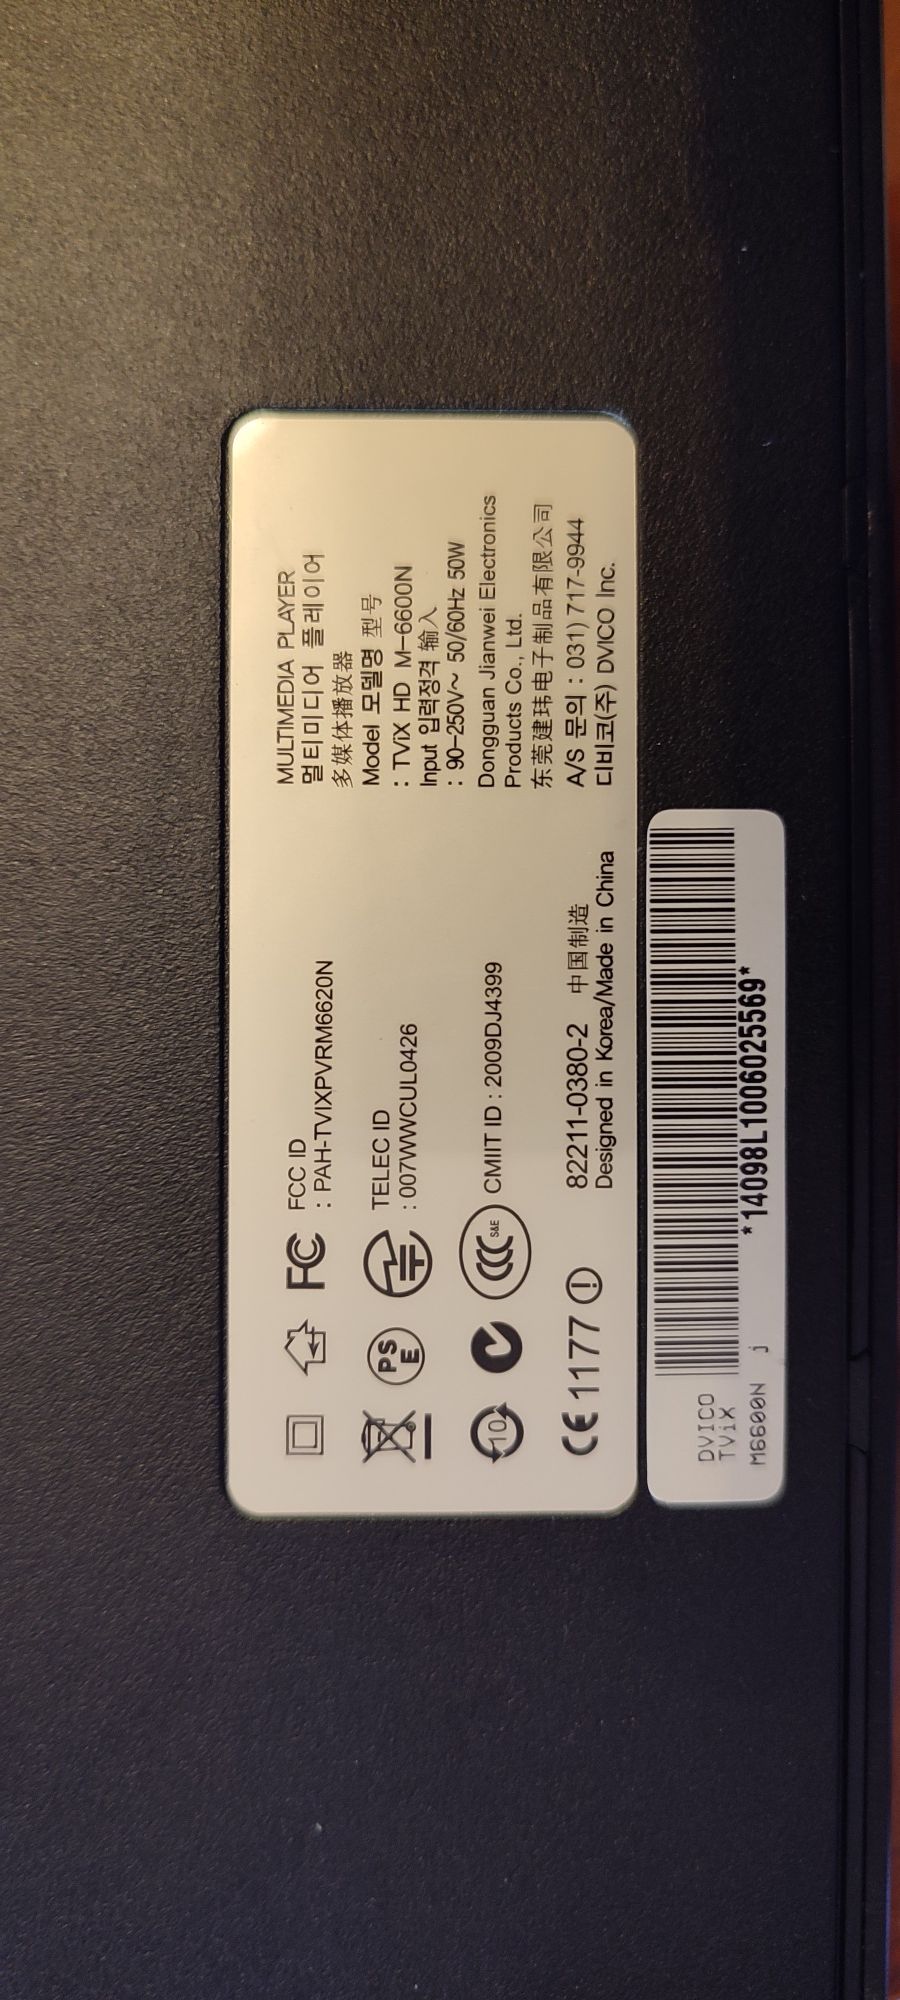 FCC ID
: PAH-TVIXPVRM6620N
PS
E
TELEC ID
: 007WWCUL0426
10
S&E
CMIIT ID : 2009DJ4399
CE 1177
82211-0380-2 中国制造
Designed in Korea/Made in China
MULTIMEDIA PLAYER
멀티미디어 플레이어
多媒体播放器
Model 모델명 型号
: TViX HD M-6600N
Input 입력정격 输入
: 90-250V~ 50/60Hz 50W
Dongguan Jianwei Electronics
Products Co., Ltd.
东莞建玮电子制品有限公司
A/S 문의 : 031) 717-9944
디비코(주) DVICO Inc.
DVICO
TViX
M6600N j
*14098L1006025569*